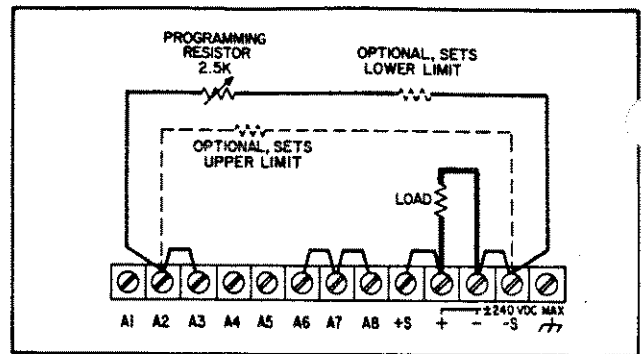 PROGRAMMING
RESISTOR
2.5K
OPTIONAL, SETS
LOWER LIMIT
OPTIONAL, SETS
UPPER LIMIT
LOAD
±240 VDC MAX
A1 A2 A3 A4 A5 A6 A7 A8 +S + - -S